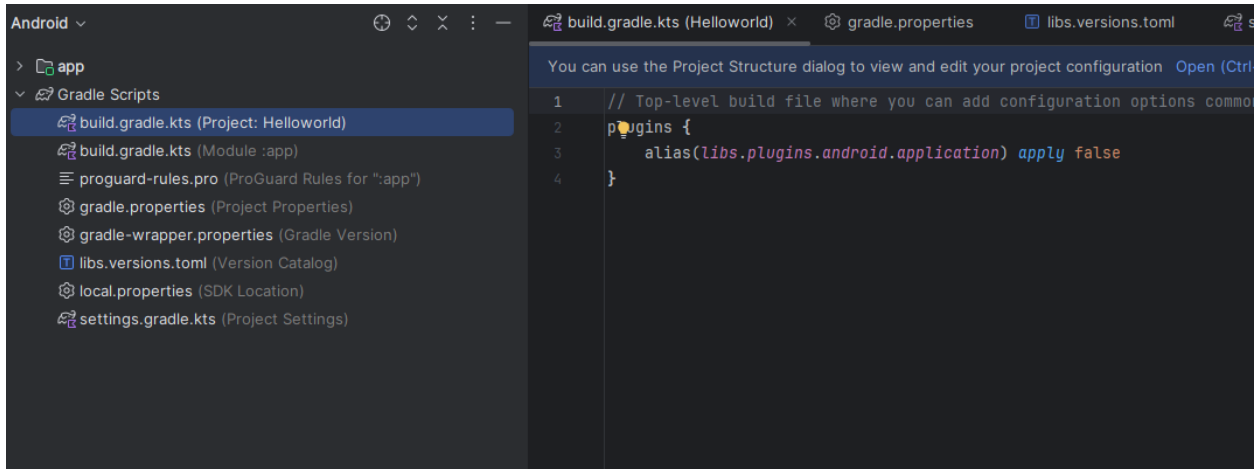 Android
build.gradle.kts (Helloworld)
gradle.properties
libs.versions.toml
app
Gradle Scripts
build.gradle.kts (Project: Helloworld)
build.gradle.kts (Module :app)
proguard-rules.pro (ProGuard Rules for ":app")
gradle.properties (Project Properties)
gradle-wrapper.properties (Gradle Version)
libs.versions.toml (Version Catalog)
local.properties (SDK Location)
settings.gradle.kts (Project Settings)
You can use the Project Structure dialog to view and edit your project configuration Open (Ctrl
1 // Top-level build file where you can add configuration options commo
2 plugins {
3 alias(libs.plugins.android.application) apply false
4 }